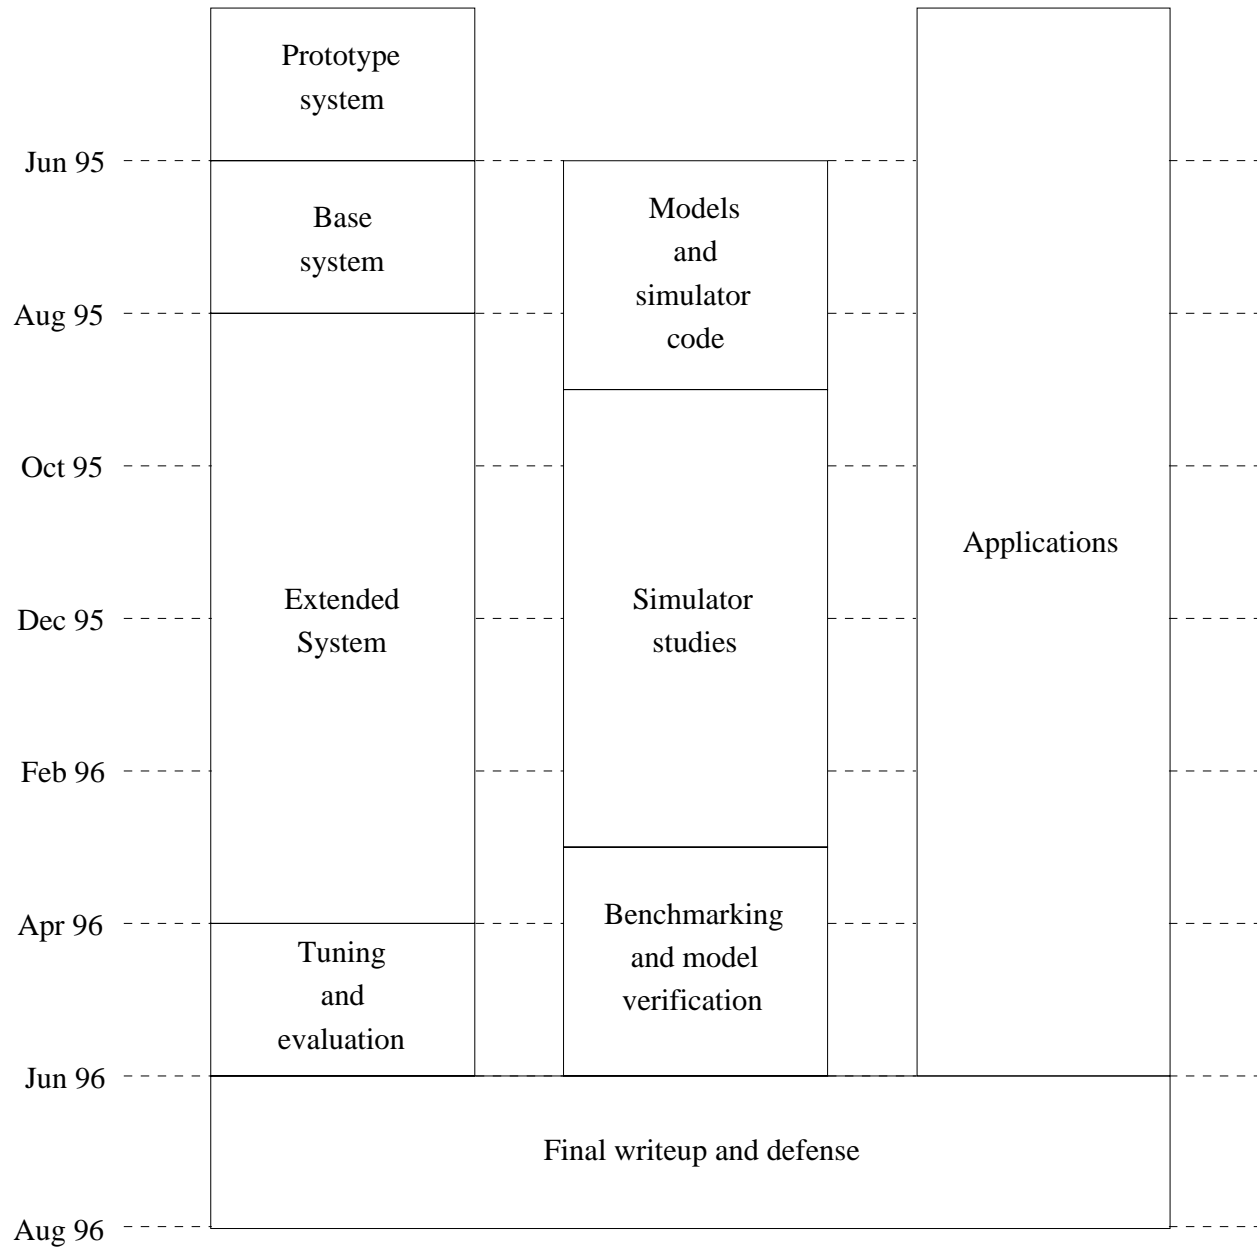 Prototype
system
Jun 95
Base
system
Models
and
simulator
code
Aug 95
Oct 95
Applications
Extended
System
Simulator
studies
Dec 95
Feb 96
Apr 96
Tuning
and
evaluation
Benchmarking
and model
verification
Jun 96
Final writeup and defense
Aug 96